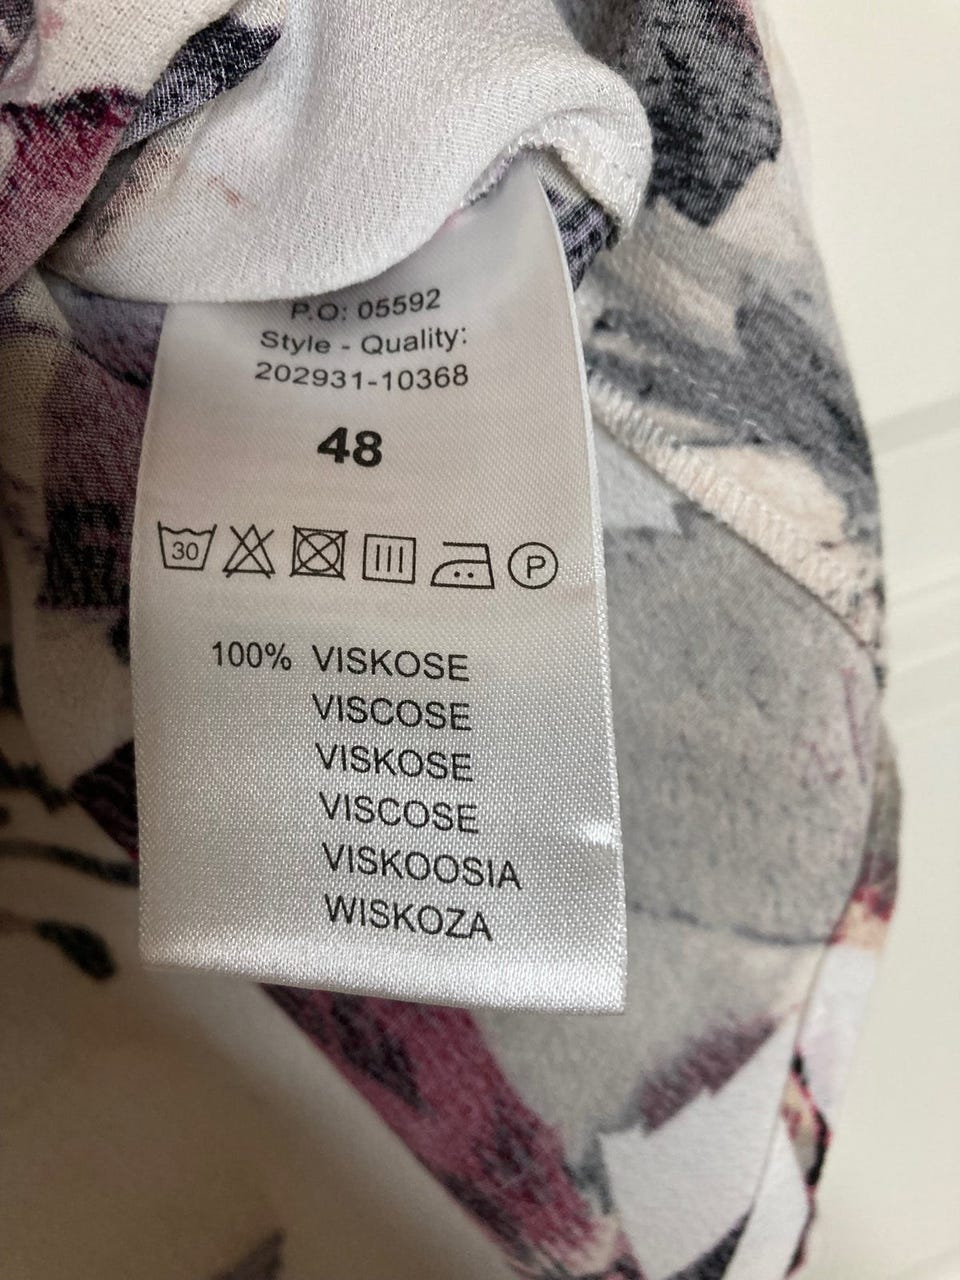 P.O: 05592
Style - Quality:
202931-10368
48
30 P
100% VISKOSE
VISCOSE
VISKOSE
VISCOSE
VISKOOSIA
WISKOZA